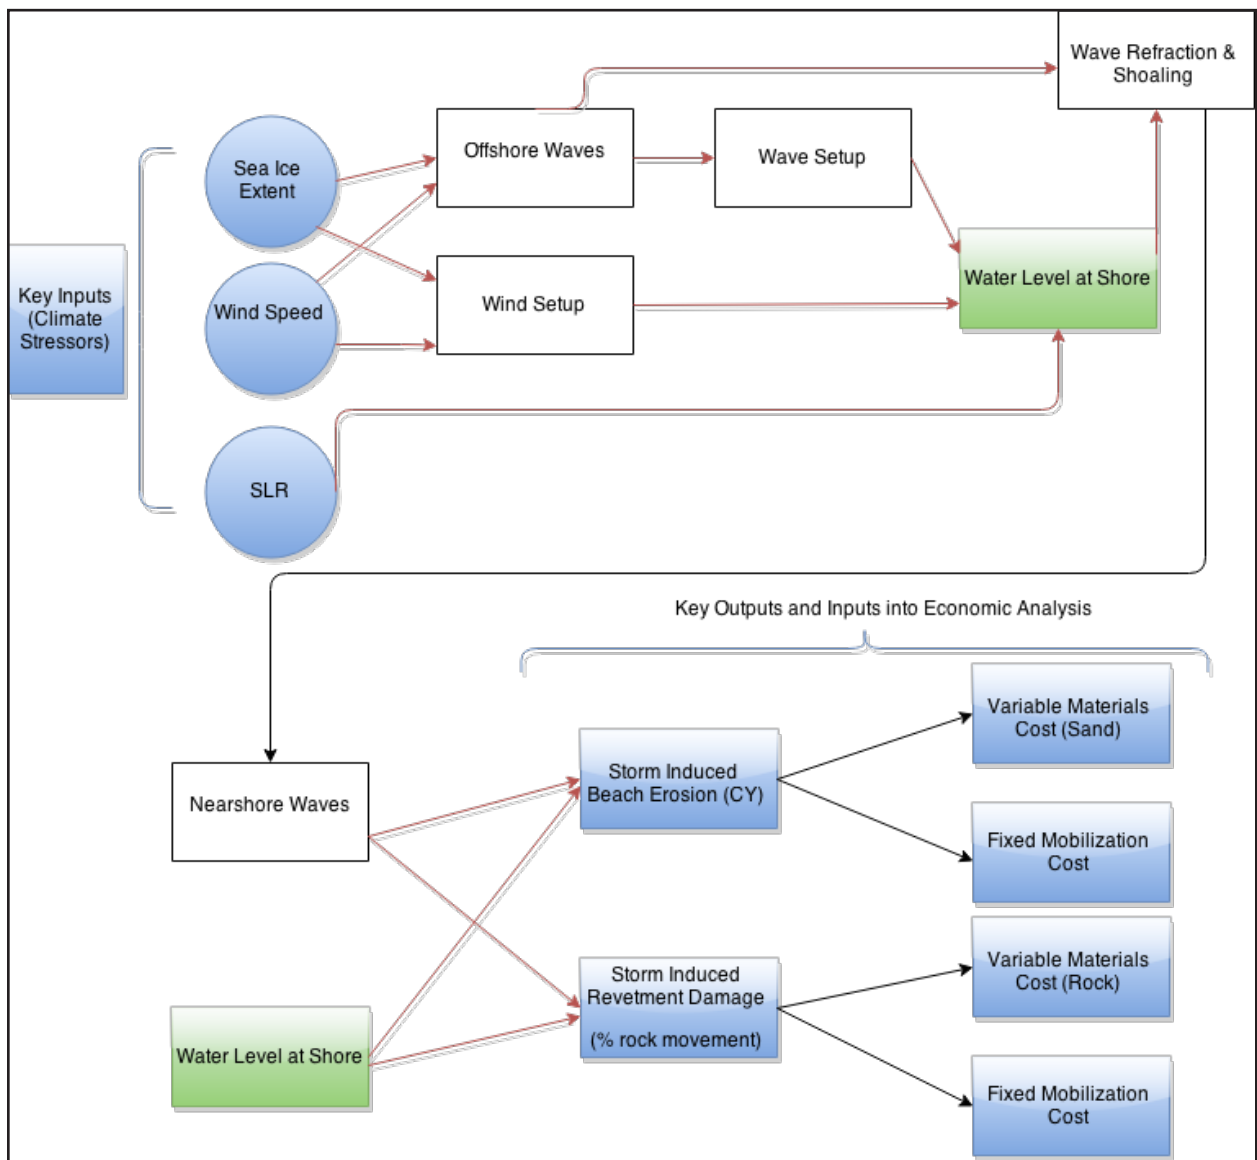 Wave Refraction &
Shoaling
Sea Ice
Extent
Offshore Waves
Wave Setup
Key Inputs
(Climate
Stressors)
Wind Speed
Wind Setup
Water Level at Shore
SLR
Key Outputs and Inputs into Economic Analysis
Nearshore Waves
Storm Induced
Beach Erosion (CY)
Variable Materials
Cost (Sand)
Fixed Mobilization
Cost
Water Level at Shore
Storm Induced
Revetment Damage
(% rock movement)
Variable Materials
Cost (Rock)
Fixed Mobilization
Cost